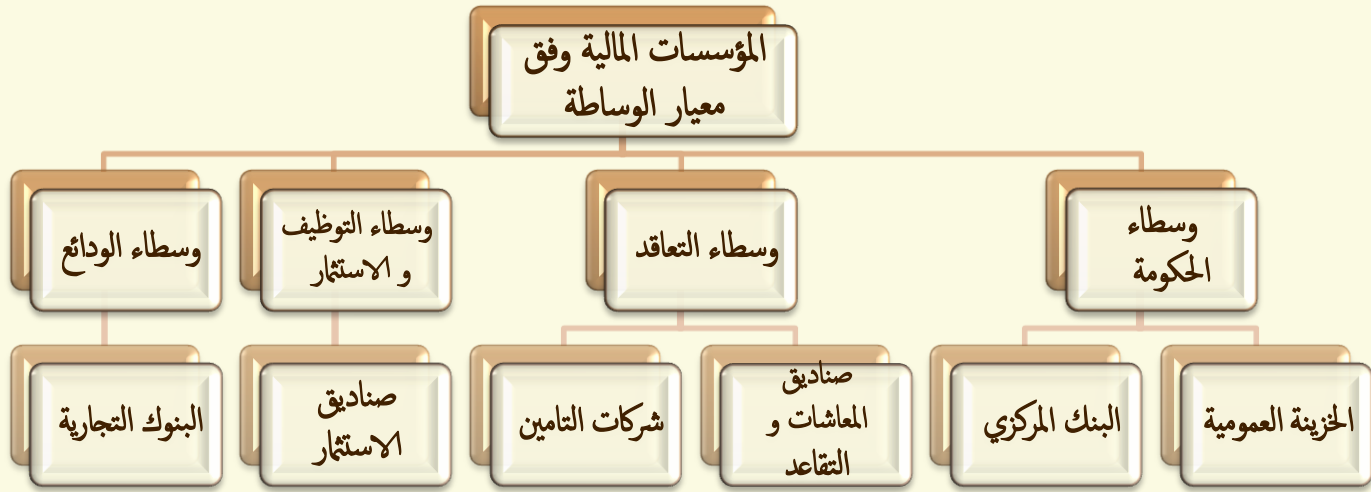 المؤسسات المالية وفق
معيار الوساطة
وسطاء
الحكومة
وسطاء التعاقد
وسطاء التوظيف
و الاستثمار
وسطاء الودائع
الخزينة العمومية
البنك المركزي
صناديق
المعاشات و
التقاعد
شركات التامين
صناديق
الاستثمار
البنوك التجارية